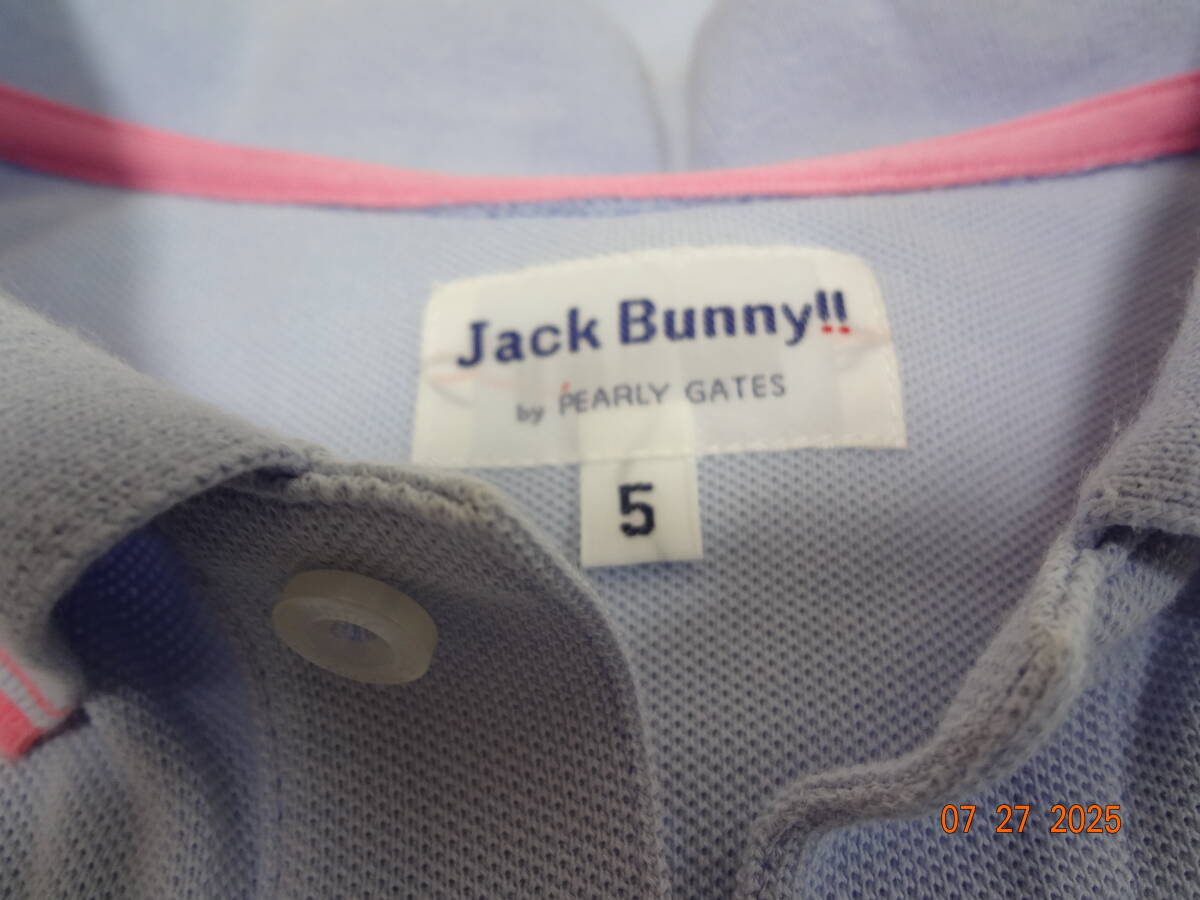 Jack Bunny!!
by PEARLY GATES
5
07 27 2025